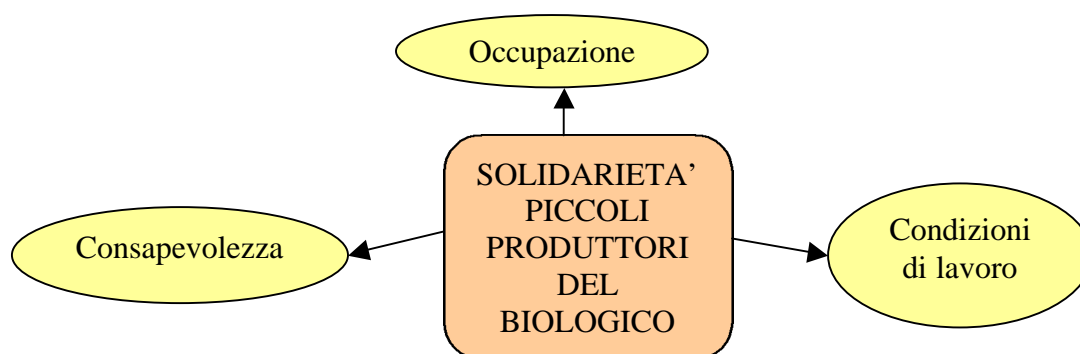 Occupazione
SOLIDARIETA’
PICCOLI
PRODUTTORI
DEL
BIOLOGICO
Consapevolezza
Condizioni
di lavoro